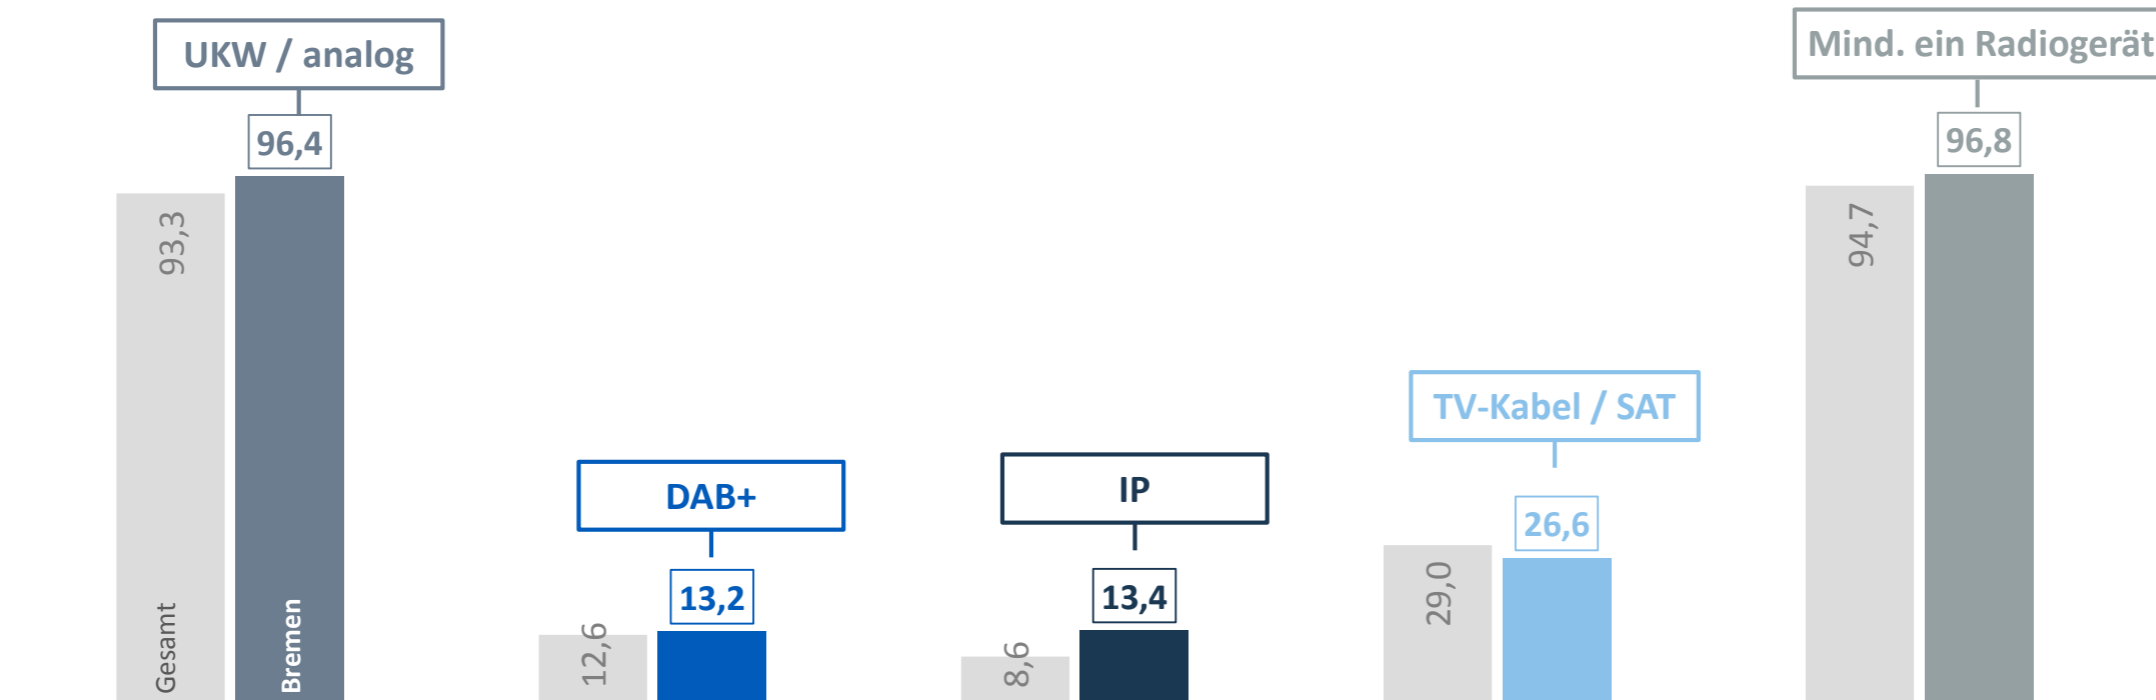 UKW / analog
96,4
93,3
Gesamt
Bremen
DAB+
13,2
12,6
IP
13,4
8,6
TV-Kabel / SAT
26,6
29,0
Mind. ein Radiogerät
96,8
94,7